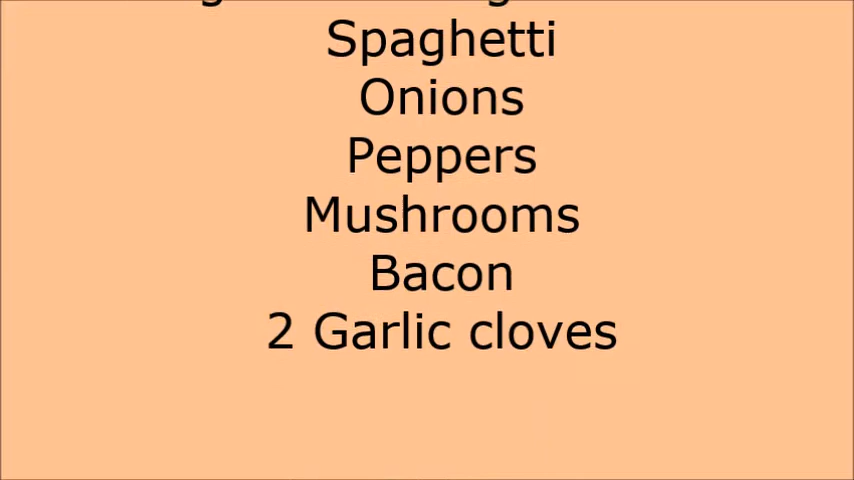 Spaghetti
Onions
Peppers
Mushrooms
Bacon
2 Garlic cloves